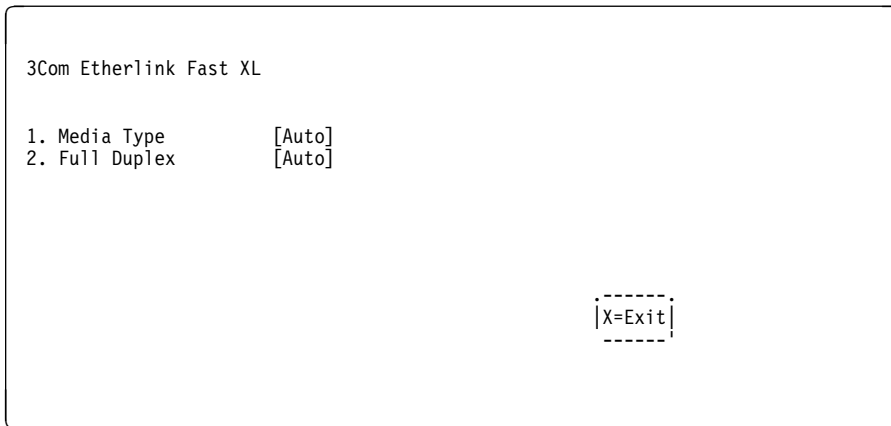 3Com Etherlink Fast XL
1. Media Type [Auto]
2. Full Duplex [Auto]
.------.
|X=Exit|
------'